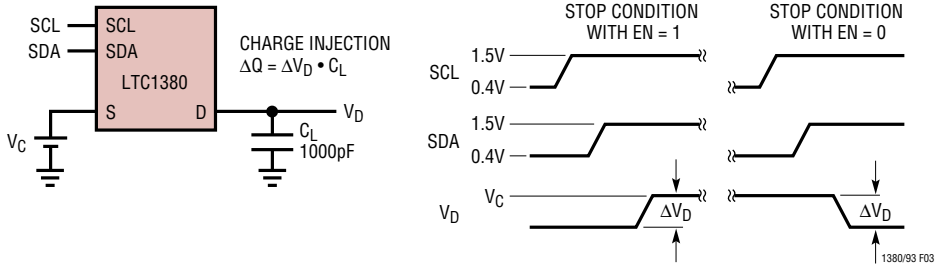 SCL
SDA
SCL
SDA
LTC1380
S
D
V_C
CHARGE INJECTION
ΔQ = ΔV_D • C_L
V_D
C_L
1000pF
STOP CONDITION
WITH EN = 1
STOP CONDITION
WITH EN = 0
SCL
1.5V
0.4V
SDA
1.5V
0.4V
V_D
V_C
ΔV_D
ΔV_D
1380/93 F03